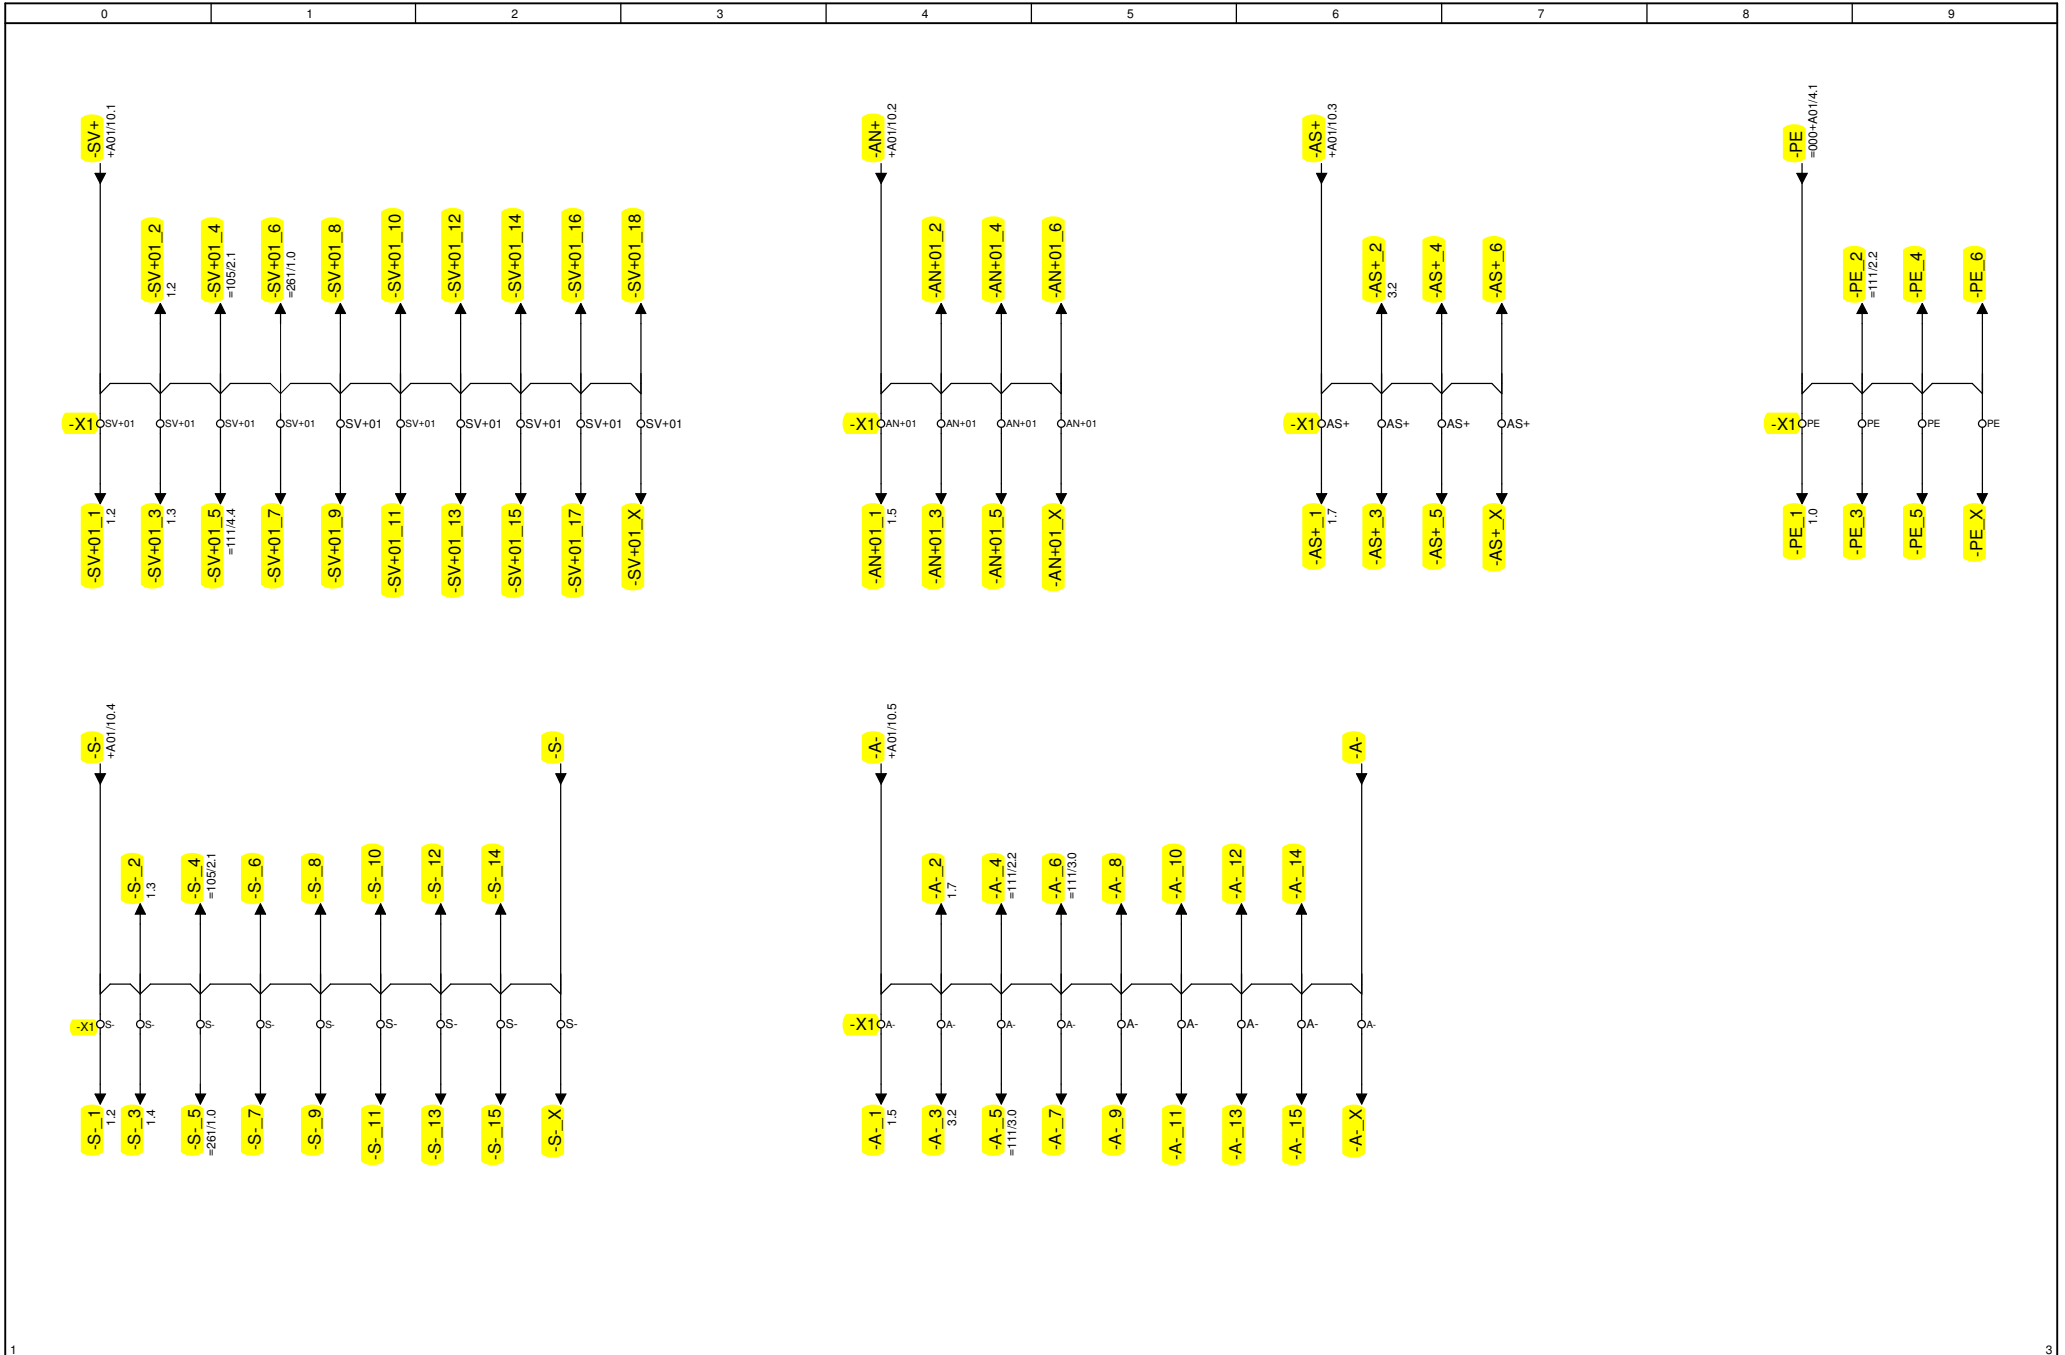 0 1 2 3 4 5 6 7 8 9
-SV+
+A01/10.1
-AN+
+A01/10.2
-AS+
+A01/10.3
-PE
=000+A01/4.1
-SV+01_2
1.2
-SV+01_4
=105/2.1
-SV+01_6
=261/1.0
-SV+01_8
-SV+01_10
-SV+01_12
-SV+01_14
-SV+01_16
-SV+01_18
-AN+01_2
-AN+01_4
-AN+01_6
-AS+_2
3.2
-AS+_4
-AS+_6
-PE_2
=111/2.2
-PE_4
-PE_6
-X1 SV+01 SV+01 SV+01 SV+01 SV+01 SV+01 SV+01 SV+01 SV+01 SV+01
-X1 AN+01 AN+01 AN+01 AN+01
-X1 AS+ AS+ AS+ AS+
-X1 PE PE PE PE
-SV+01_1
1.2
-SV+01_3
1.3
-SV+01_5
=111/4.4
-SV+01_7
-SV+01_9
-SV+01_11
-SV+01_13
-SV+01_15
-SV+01_17
-SV+01_X
-AN+01_1
1.5
-AN+01_3
-AN+01_5
-AN+01_X
-AS+_1
1.7
-AS+_3
-AS+_5
-AS+_X
-PE_1
1.0
-PE_3
-PE_5
-PE_X
-S-
+A01/10.4
-S-
-A-
+A01/10.5
-A-
-S-_2
1.3
-S-_4
=105/2.1
-S-_6
-S-_8
-S-_10
-S-_12
-S-_14
-A-_2
1.7
-A-_4
=111/2.2
-A-_6
=111/3.0
-A-_8
-A-_10
-A-_12
-A-_14
-X1 S- S- S- S- S- S- S- S- S-
-X1 A- A- A- A- A- A- A- A- A-
-S-_1
1.2
-S-_3
1.4
-S-_5
=261/1.0
-S-_7
-S-_9
-S-_11
-S-_13
-S-_15
-S-_X
-A-_1
1.5
-A-_3
3.2
-A-_5
=111/3.0
-A-_7
-A-_9
-A-_11
-A-_13
-A-_15
-A-_X
1
3